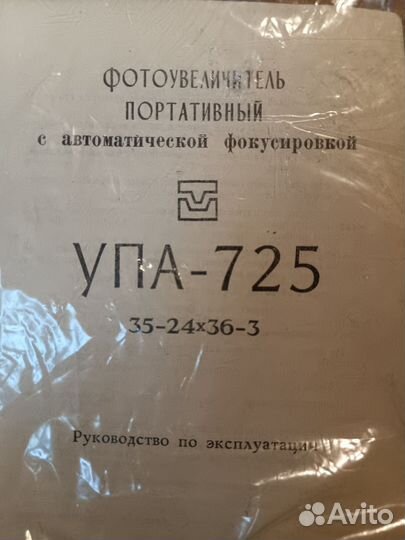 ФОТОУВЕЛИЧИТЕЛЬ
ПОРТАТИВНЫЙ
с автоматической фокусировкой
УПА-725
35-24х36-3
Руководство по эксплуатации
Avito